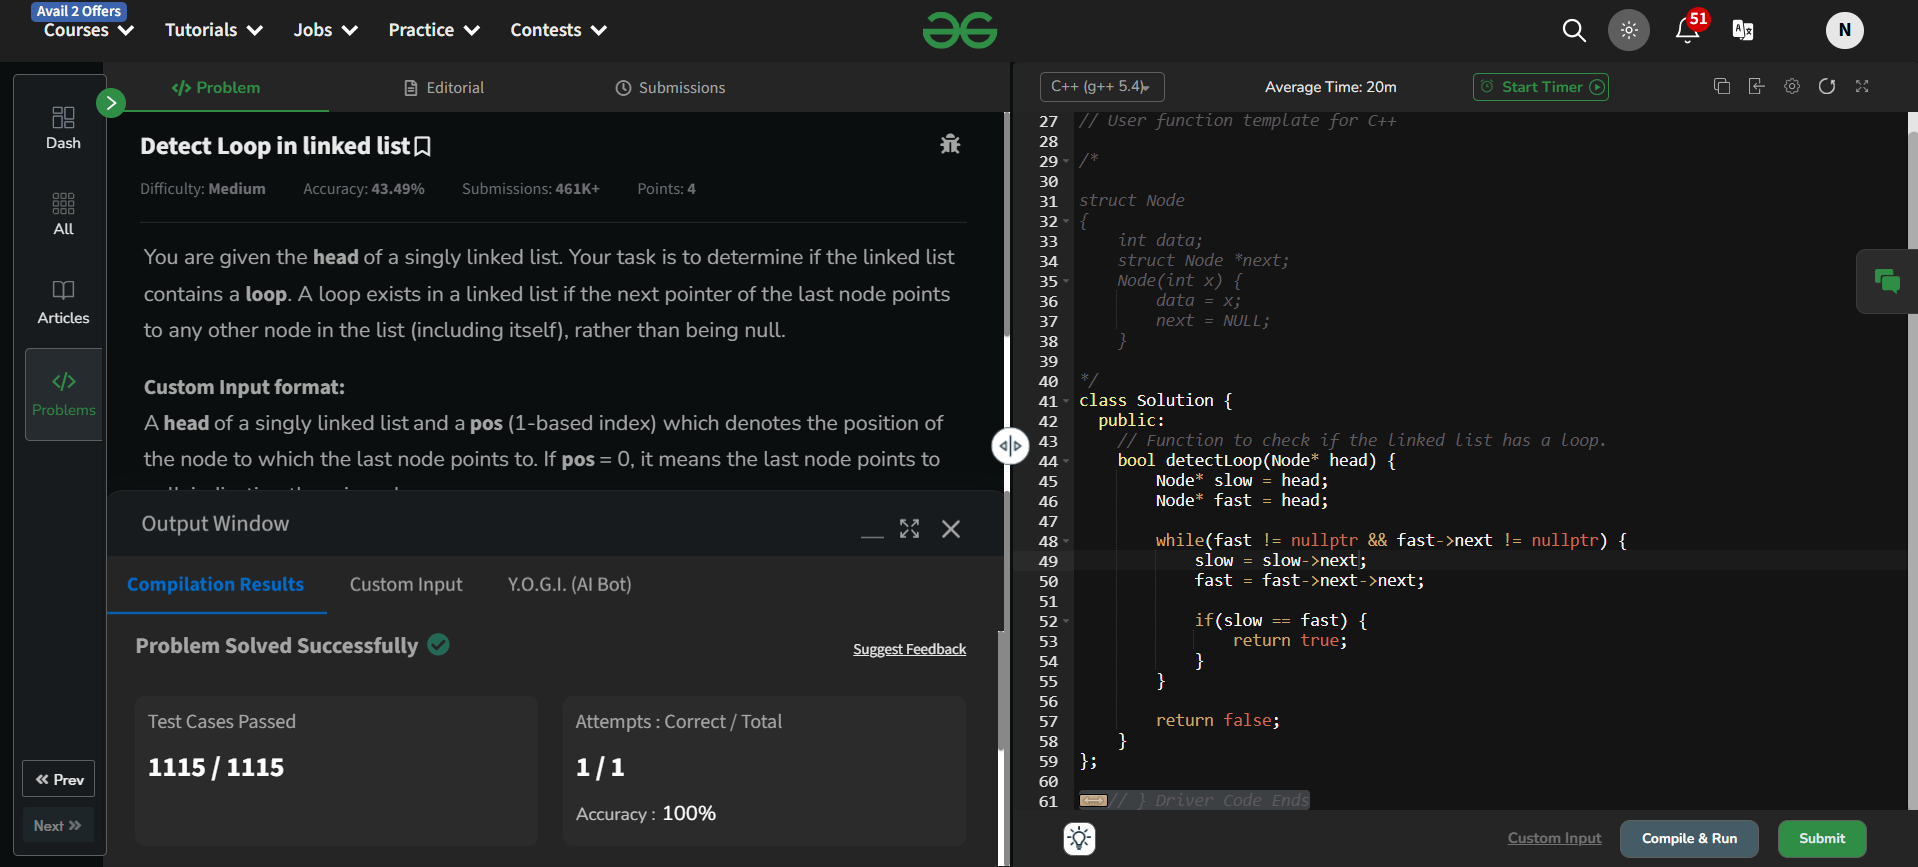 Avail 2 Offers
Courses
Tutorials
Jobs
Practice
Contests
51
N
Dash
All
Articles
Problems
Prev
Next
Problem
Editorial
Submissions
Detect Loop in linked list
Difficulty: Medium Accuracy: 43.49% Submissions: 461K+ Points: 4
You are given the head of a singly linked list. Your task is to determine if the linked list
contains a loop. A loop exists in a linked list if the next pointer of the last node points
to any other node in the list (including itself), rather than being null.
Custom Input format:
A head of a singly linked list and a pos (1-based index) which denotes the position of
the node to which the last node points to. If pos = 0, it means the last node points to
Output Window
Compilation Results
Custom Input
Y.O.G.I. (AI Bot)
Problem Solved Successfully
Suggest Feedback
Test Cases Passed
1115 / 1115
Attempts : Correct / Total
1 / 1
Accuracy : 100%
C++ (g++ 5.4)
Average Time: 20m
Start Timer
27 // User function template for C++
28
29 /*
30
31 struct Node
32 {
33 int data;
34 struct Node *next;
35 Node(int x) {
36 data = x;
37 next = NULL;
38 }
39
40 */
41 class Solution {
42 public:
43 // Function to check if the linked list has a loop.
44 bool detectLoop(Node* head) {
45 Node* slow = head;
46 Node* fast = head;
47
48 while(fast != nullptr && fast->next != nullptr) {
49 slow = slow->next;
50 fast = fast->next->next;
51
52 if(slow == fast) {
53 return true;
54 }
55 }
56
57 return false;
58 }
59 };
60
61 // } Driver Code Ends
Custom Input
Compile & Run
Submit